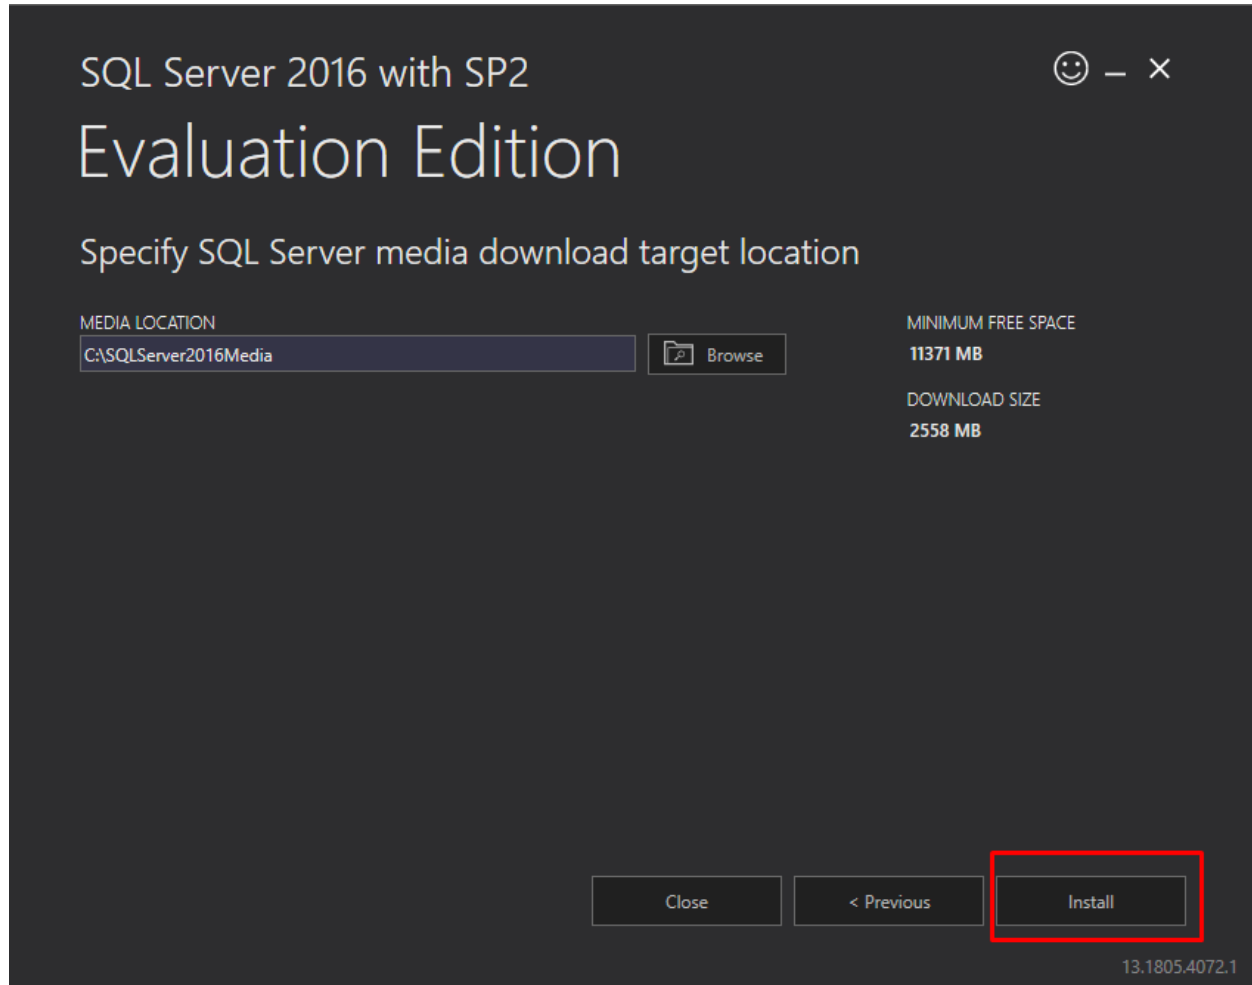 SQL Server 2016 with SP2
Evaluation Edition
Specify SQL Server media download target location
MEDIA LOCATION
C:\SQLServer2016Media
Browse
MINIMUM FREE SPACE
11371 MB
DOWNLOAD SIZE
2558 MB
Close
< Previous
Install
13.1805.4072.1